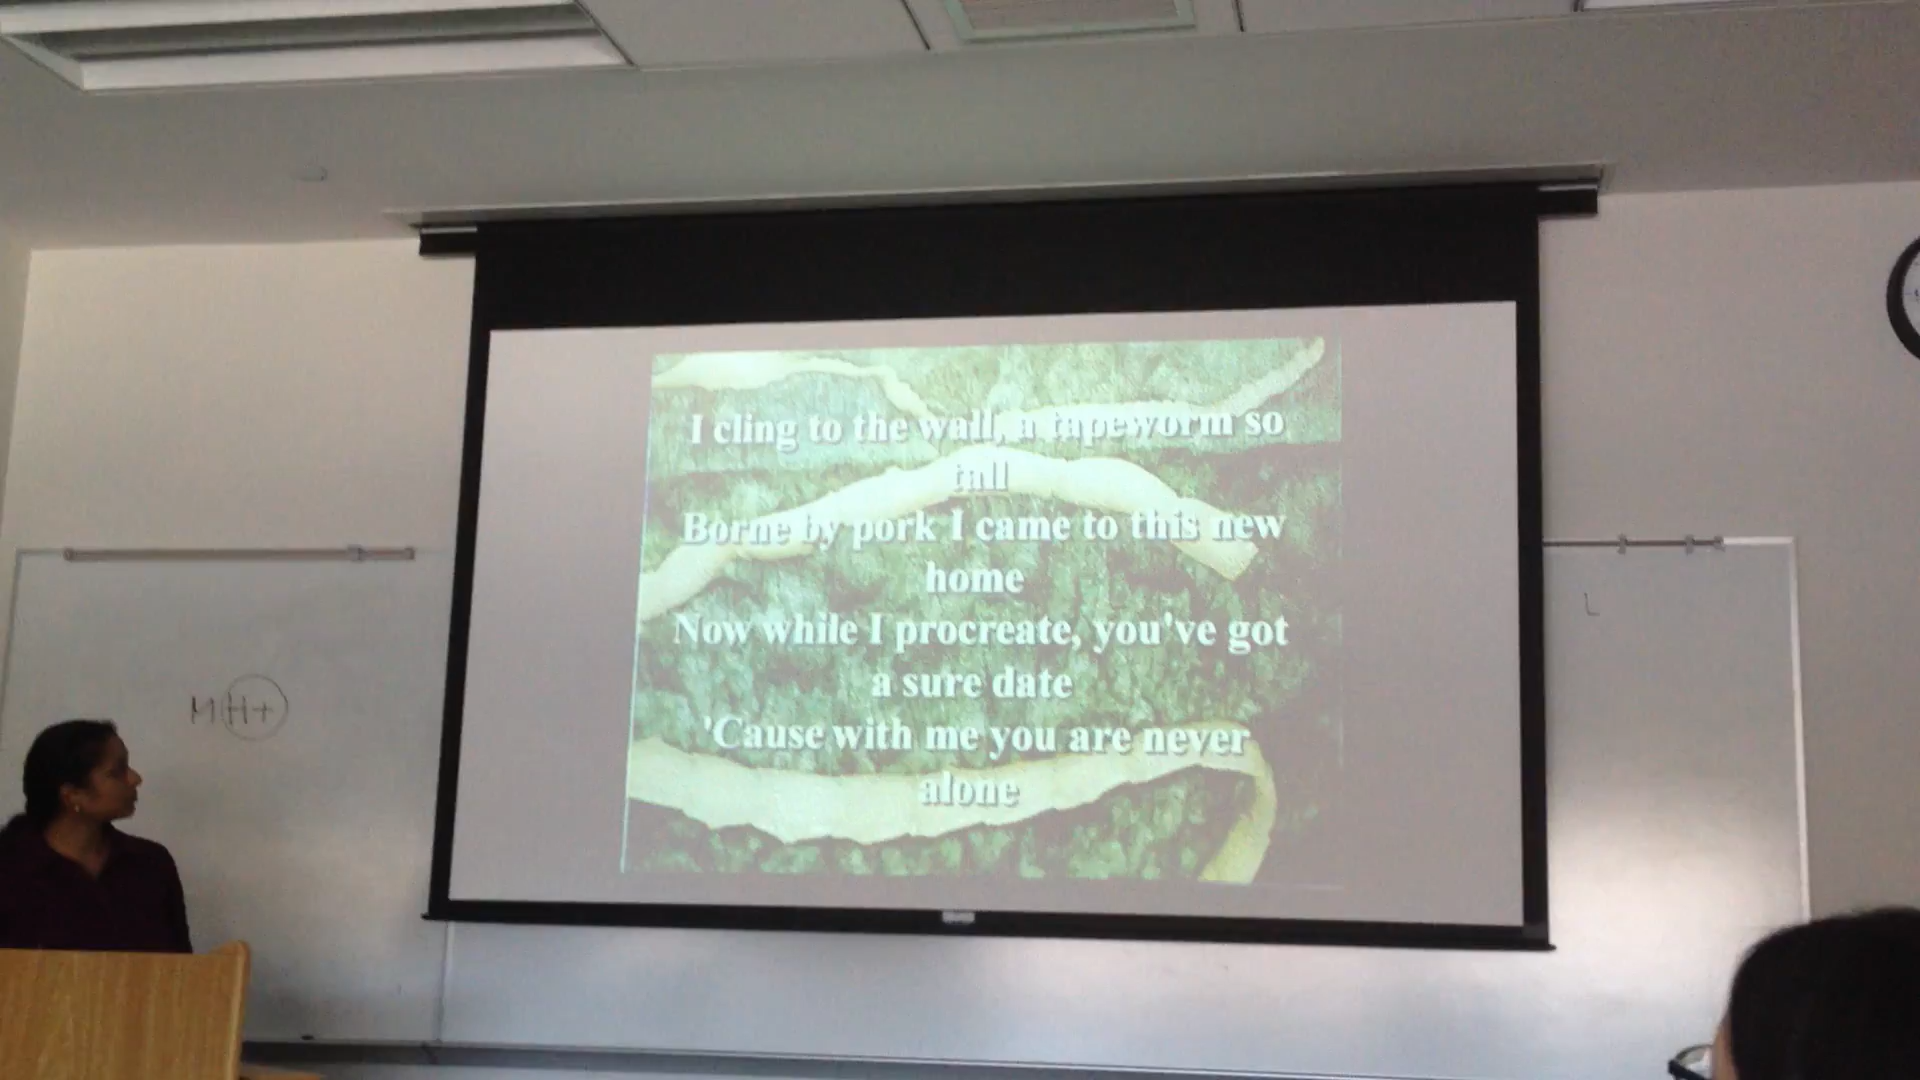 I cling to the wall, a tapeworm so
tall
Borne by pork I came to this new
home
Now while I procreate, you've got
a sure date
'Cause with me you are never
alone
MH+
L